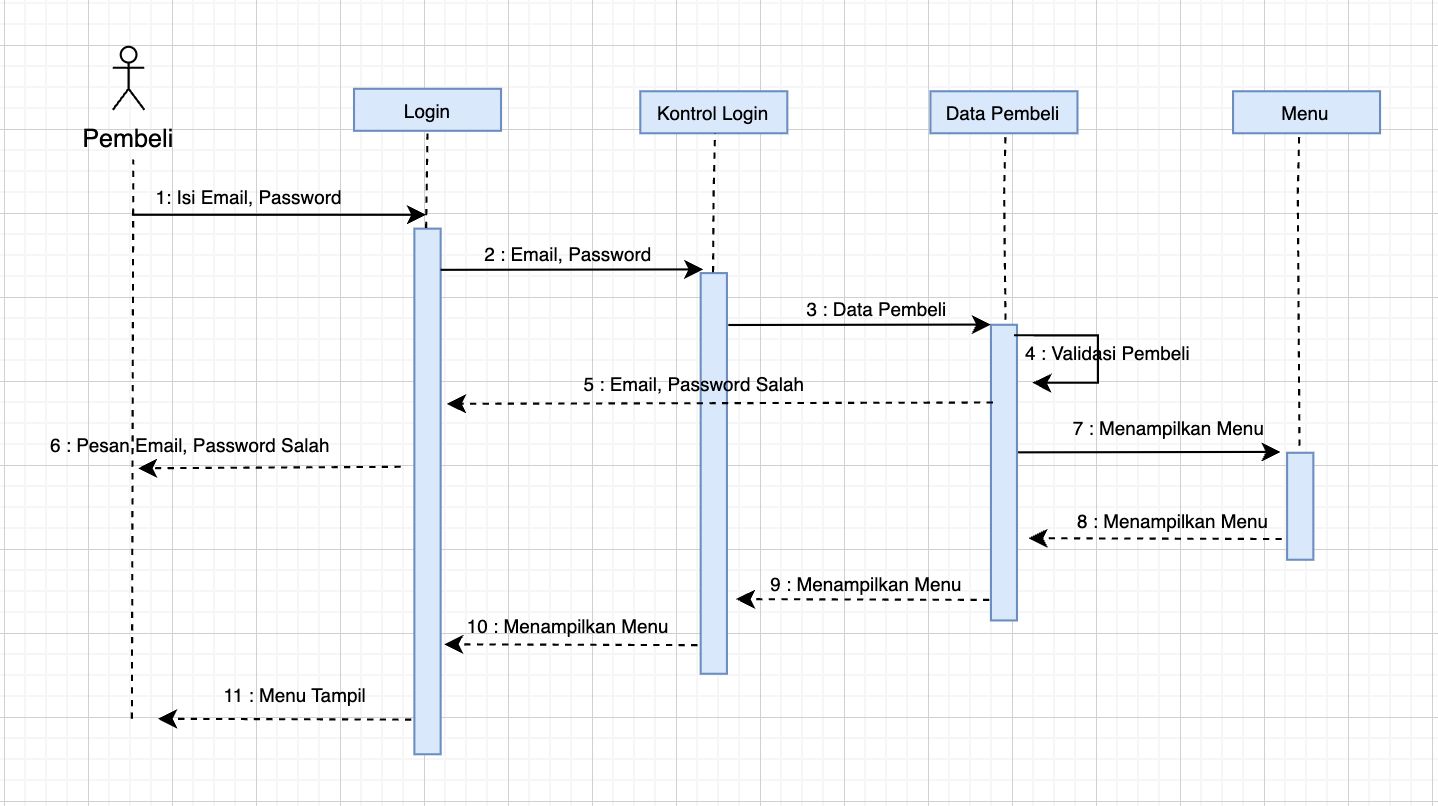 Pembeli
Login
Kontrol Login
Data Pembeli
Menu
1: Isi Email, Password
2 : Email, Password
3 : Data Pembeli
4 : Validasi Pembeli
5 : Email, Password Salah
6 : Pesan Email, Password Salah
7 : Menampilkan Menu
8 : Menampilkan Menu
9 : Menampilkan Menu
10 : Menampilkan Menu
11 : Menu Tampil